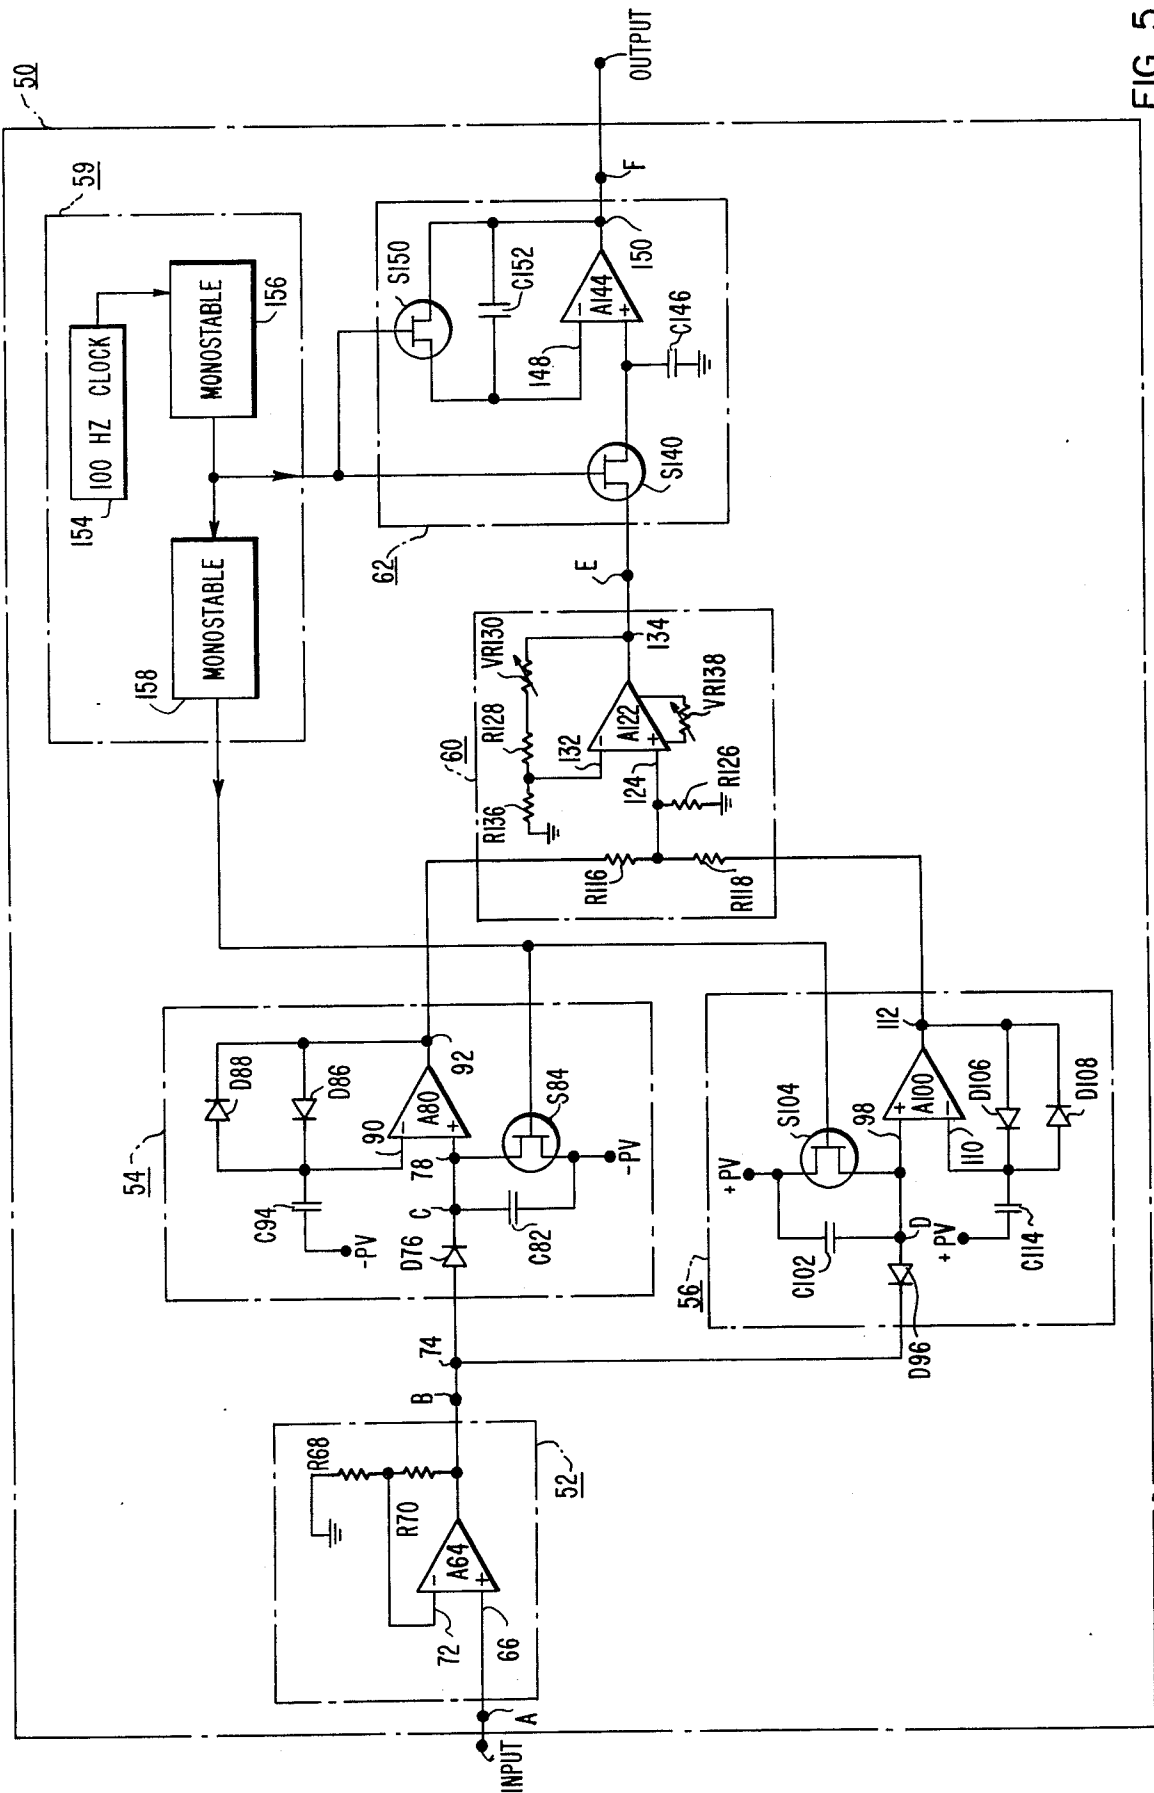 50
59
154
100 HZ CLOCK
MONOSTABLE
156
158
MONOSTABLE
62
S150
C152
148
-
A144
+
150
F
OUTPUT
C146
S140
E
60
R136
R128
VR130
132
-
A122
+
124
134
VR138
R126
R116
R118
54
D88
D86
C94
-PV
90
-
A80
+
92
78
C
D76
C82
S84
-PV
56
+PV
S104
C102
98
+
A100
-
110
112
D106
D108
D
+PV
C114
D96
74
B
52
R68
R70
A64
-
+
72
66
A
INPUT
FIG. 5